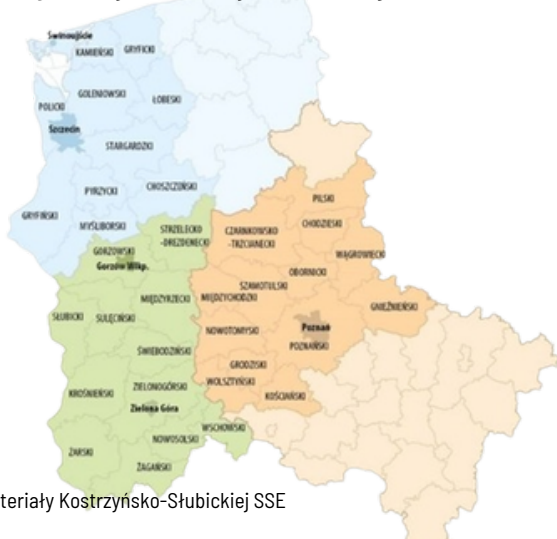 Świnoujście
KAMIEŃSKI
GRYFICKI
GOLENIOWSKI
ŁOBESKI
POLICKI
Szczecin
STARGARDZKI
PYRZYCKI
CHOSZCZEŃSKI
GRYFIŃSKI
MYŚLIBORSKI
STRZELECKO
-DREZDENECKI
GORZOWSKI
Gorzów Wlkp.
MIĘDZYRZECKI
SŁUBICKI
SULĘCIŃSKI
ŚWIEBODZIŃSKI
KROŚNIEŃSKI
ZIELONOGÓRSKI
Zielona Góra
NOWOSOLSKI
WSCHOWSKI
ŻARSKI
ŻAGAŃSKI
PILSKI
CZARNKOWSKO
-TRZCIANECKI
CHODZIESKI
WĄGROWIECKI
OBORNICKI
SZAMOTULSKI
MIĘDZYCHODZKI
GNIEŹNIEŃSKI
NOWOTOMYSKI
Poznań
POZNAŃSKI
GRODZISKI
WOLSZTYŃSKI
KOŚCIAŃSKI
teriały Kostrzyńsko-Słubickiej SSE